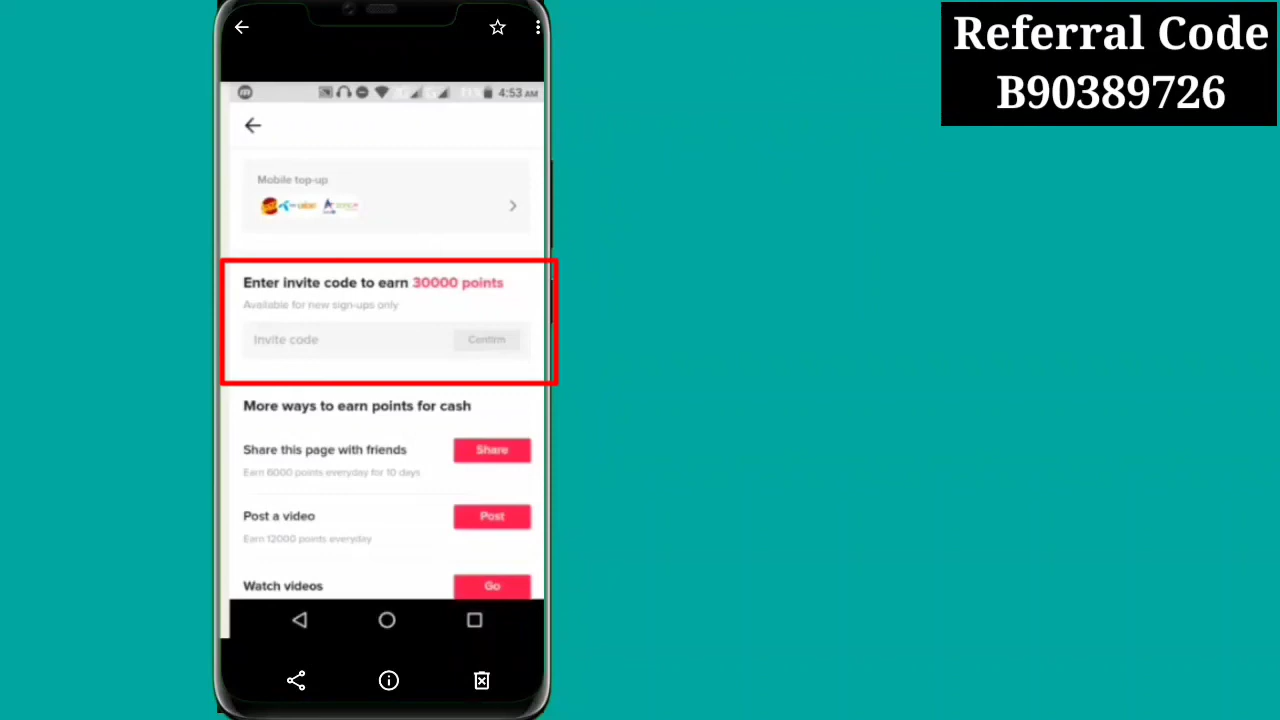 Referral Code
B90389726
4:53 AM
Mobile top-up
Enter invite code to earn 30000 points
Available for new sign-ups only
Invite code
Confirm
More ways to earn points for cash
Share this page with friends
Share
Earn 6000 points everyday for 10 days
Post a video
Post
Earn 12000 points everyday
Watch videos
Go